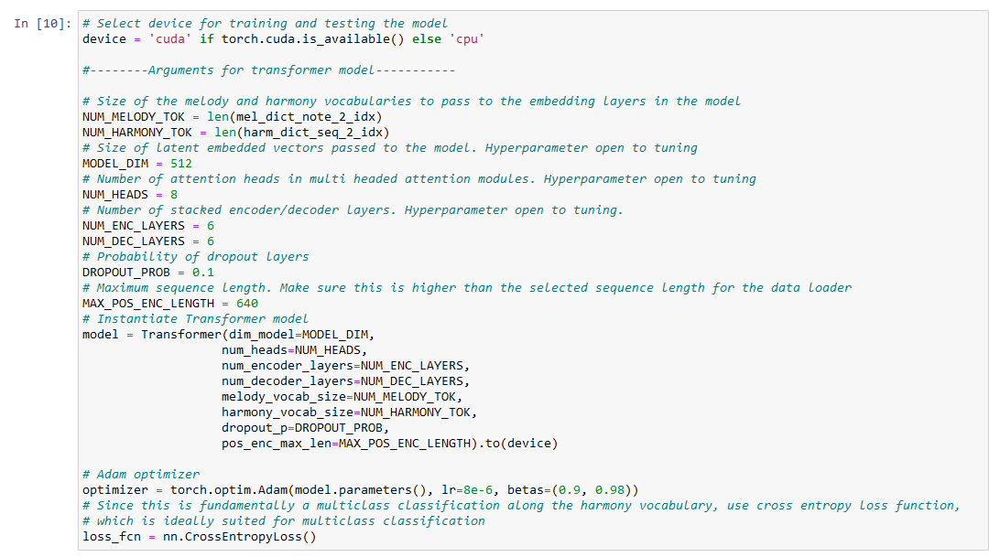 In [10]: # Select device for training and testing the model
device = 'cuda' if torch.cuda.is_available() else 'cpu'
#--------Arguments for transformer model-----------
# Size of the melody and harmony vocabularies to pass to the embedding layers in the model
NUM_MELODY_TOK = len(mel_dict_note_2_idx)
NUM_HARMONY_TOK = len(harm_dict_seq_2_idx)
# Size of latent embedded vectors passed to the model. Hyperparameter open to tuning
MODEL_DIM = 512
# Number of attention heads in multi headed attention modules. Hyperparameter open to tuning
NUM_HEADS = 8
# Number of stacked encoder/decoder layers. Hyperparameter open to tuning.
NUM_ENC_LAYERS = 6
NUM_DEC_LAYERS = 6
# Probability of dropout layers
DROPOUT_PROB = 0.1
# Maximum sequence length. Make sure this is higher than the selected sequence length for the data loader
MAX_POS_ENC_LENGTH = 640
# Instantiate Transformer model
model = Transformer(dim_model=MODEL_DIM,
num_heads=NUM_HEADS,
num_encoder_layers=NUM_ENC_LAYERS,
num_decoder_layers=NUM_DEC_LAYERS,
melody_vocab_size=NUM_MELODY_TOK,
harmony_vocab_size=NUM_HARMONY_TOK,
dropout_p=DROPOUT_PROB,
pos_enc_max_len=MAX_POS_ENC_LENGTH).to(device)
# Adam optimizer
optimizer = torch.optim.Adam(model.parameters(), lr=8e-6, betas=(0.9, 0.98))
# Since this is fundamentally a multiclass classification along the harmony vocabulary, use cross entropy loss function,
# which is ideally suited for multiclass classification
loss_fcn = nn.CrossEntropyLoss()